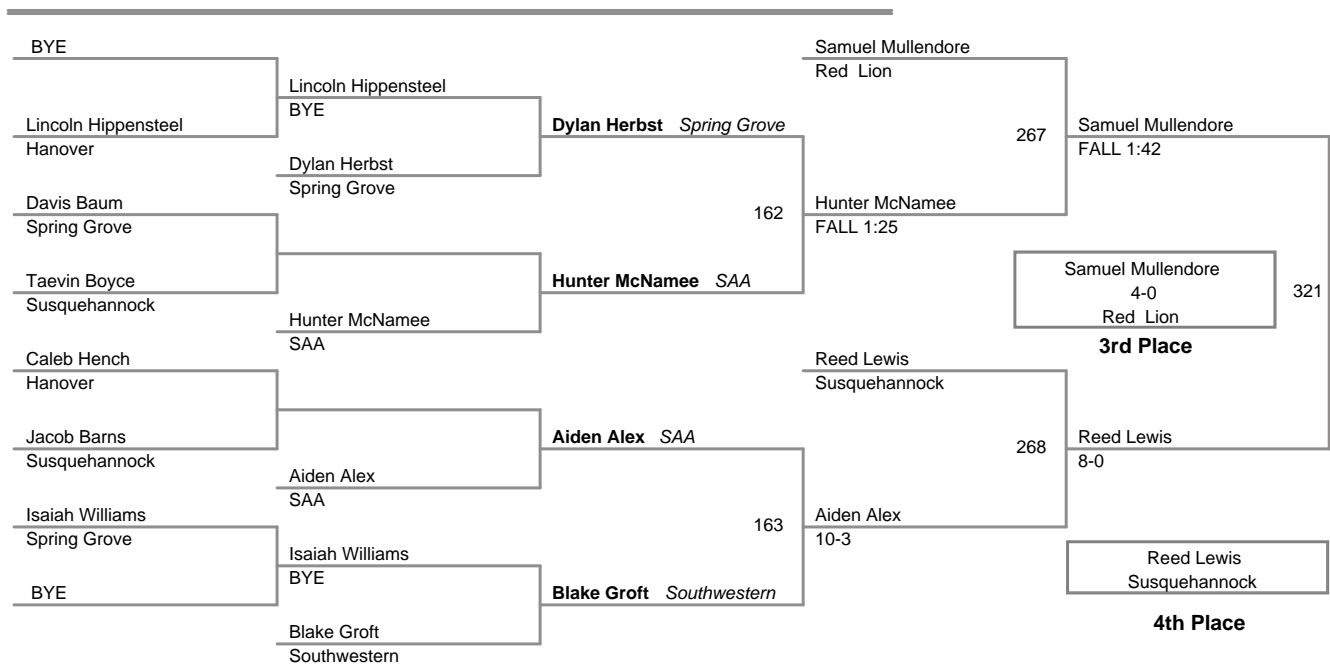 BYE
Lincoln Hippensteel
Hanover
Davis Baum
Spring Grove
Taevin Boyce
Susquehannock
Caleb Hench
Hanover
Jacob Barns
Susquehannock
Isaiah Williams
Spring Grove
BYE
Lincoln Hippensteel
BYE
Dylan Herbst
Spring Grove
Hunter McNamee
SAA
Aiden Alex
SAA
Isaiah Williams
BYE
Blake Groft
Southwestern
Dylan Herbst Spring Grove
162
Hunter McNamee SAA
Aiden Alex SAA
163
Blake Groft Southwestern
Samuel Mullendore
Red Lion
267
Hunter McNamee
FALL 1:25
Reed Lewis
Susquehannock
268
Aiden Alex
10-3
Samuel Mullendore
FALL 1:42
Samuel Mullendore
4-0
Red Lion
321
3rd Place
Reed Lewis
8-0
Reed Lewis
Susquehannock
4th Place